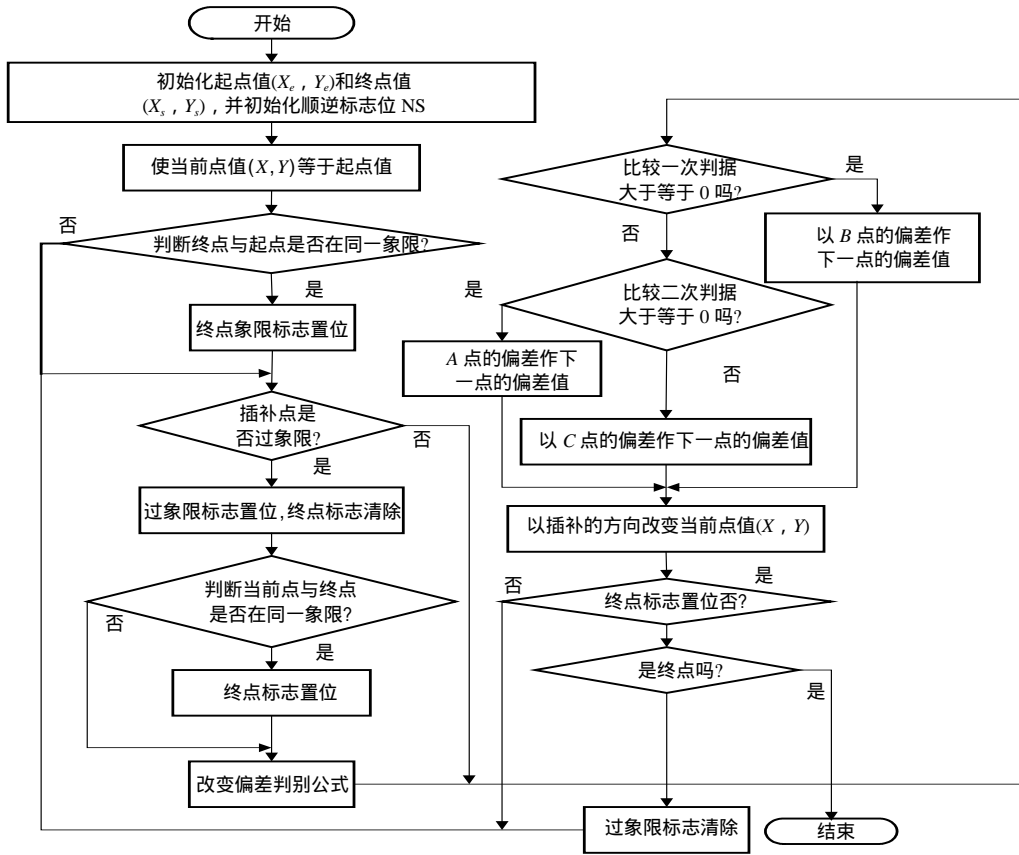 开始
初始化起点值(Xe，Ye)和终点值
(Xs，Ys)，并初始化顺逆标志位 NS
使当前点值(X,Y)等于起点值
否
判断终点与起点是否在同一象限?
是
终点象限标志置位
插补点是
否过象限?
否
是
过象限标志置位,终点标志清除
判断当前点与终点
是否在同一象限?
否
是
终点标志置位
改变偏差判别公式
比较一次判据
大于等于 0 吗?
是
否
以 B 点的偏差作
下一点的偏差值
是
比较二次判据
大于等于 0 吗?
A 点的偏差作下
一点的偏差值
否
以 C 点的偏差作下一点的偏差值
以插补的方向改变当前点值(X，Y)
否
是
终点标志置位否?
是终点吗?
是
过象限标志清除
结束